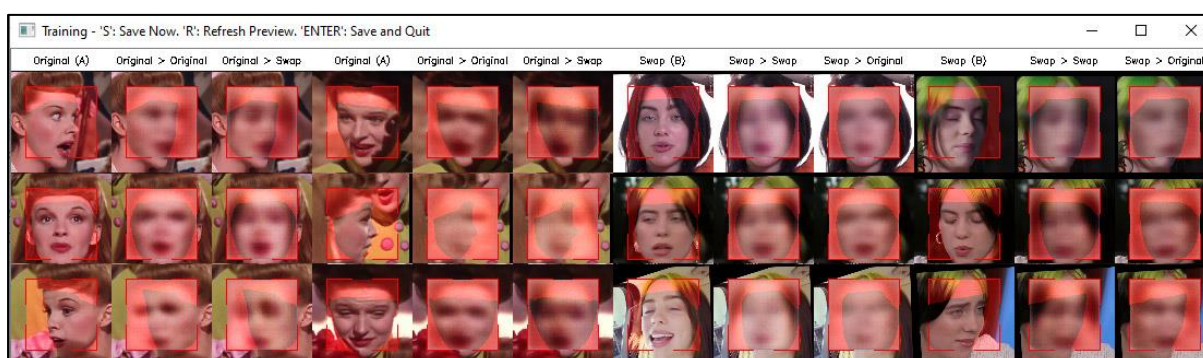 Training - 'S': Save Now. 'R': Refresh Preview. 'ENTER': Save and Quit
Original (A) Original > Original Original > Swap Original (A) Original > Original Original > Swap Swap (B) Swap > Swap Swap > Original Swap (B) Swap > Swap Swap > Original